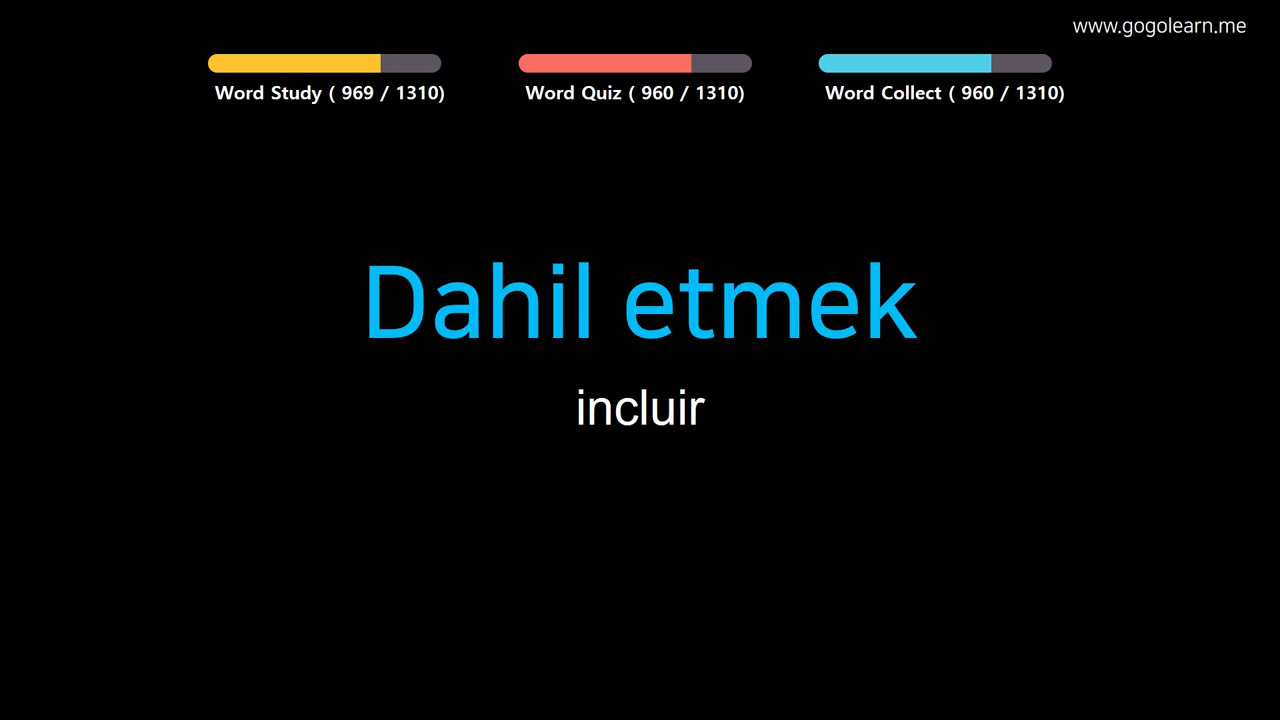 www.gogolearn.me
Word Study ( 969 / 1310)
Word Quiz ( 960 / 1310)
Word Collect ( 960 / 1310)
Dahil etmek
incluir